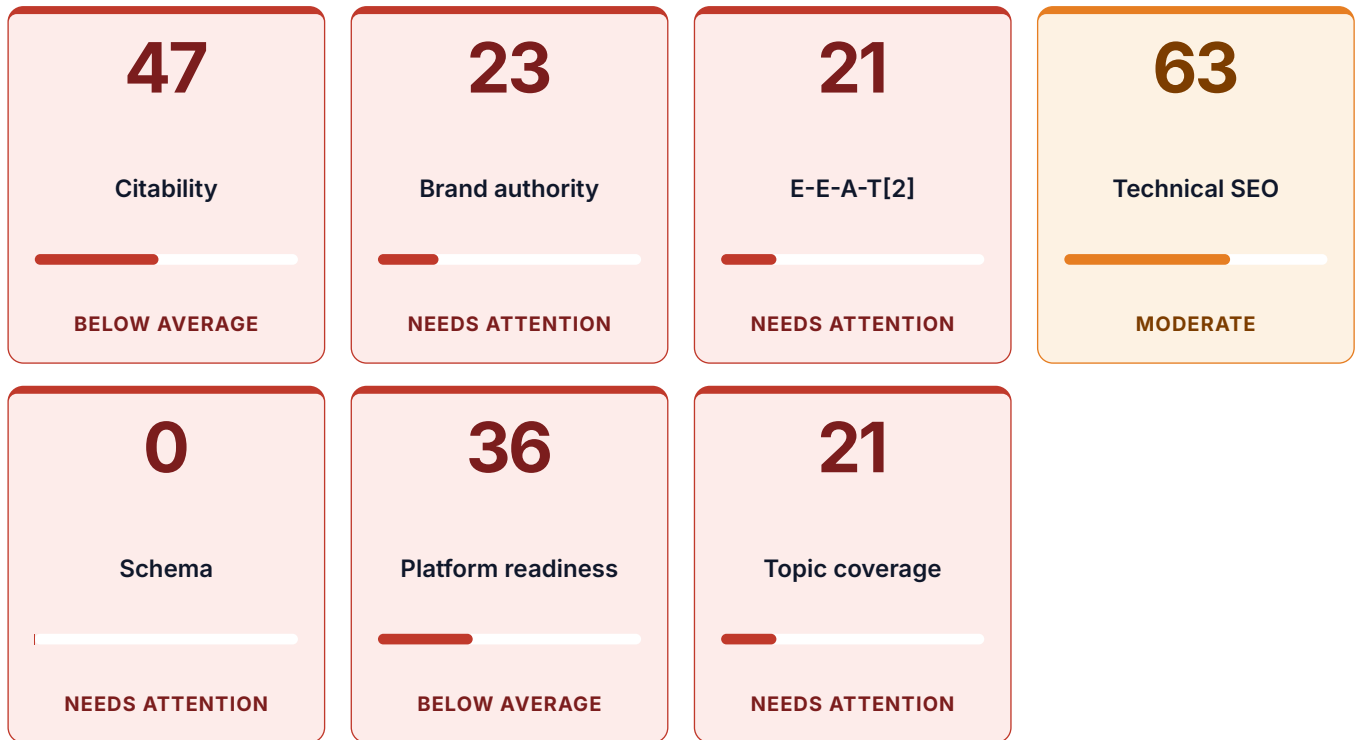 47
23
21
63
Citability
Brand authority
E-E-A-T[2]
Technical SEO
BELOW AVERAGE
NEEDS ATTENTION
NEEDS ATTENTION
MODERATE
0
36
21
Schema
Platform readiness
Topic coverage
NEEDS ATTENTION
BELOW AVERAGE
NEEDS ATTENTION